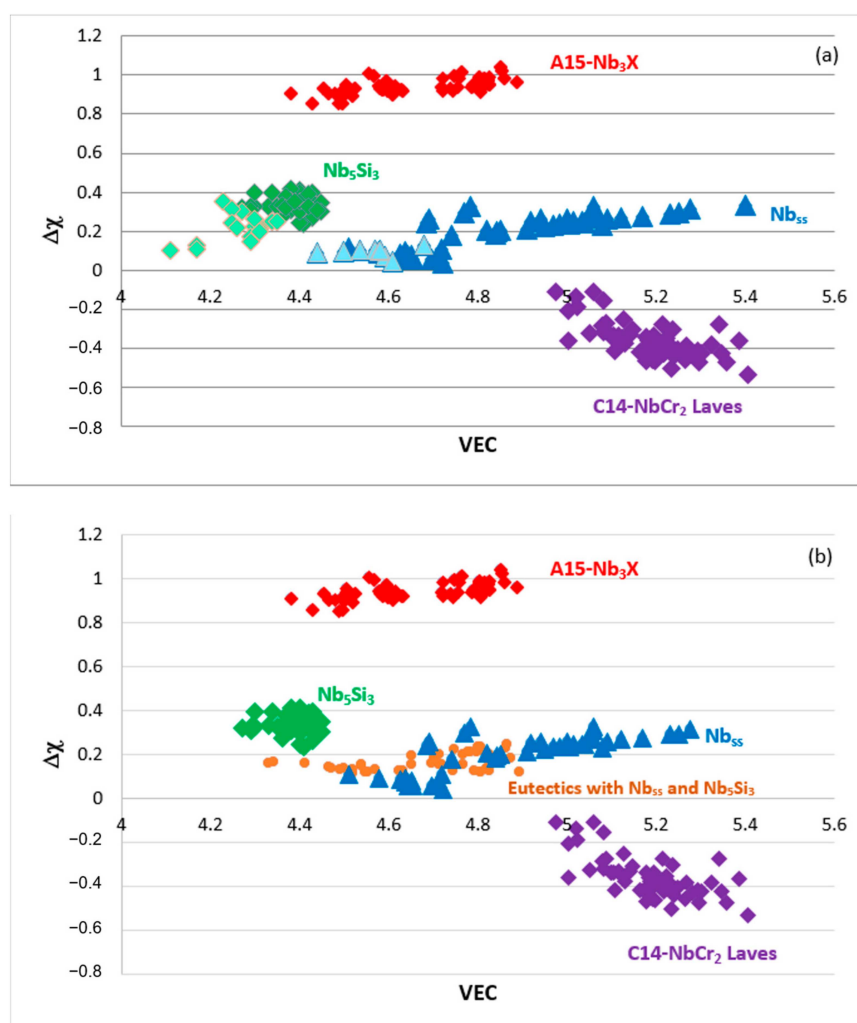 (a)
1.2
1
0.8
0.6
0.4
0.2
0
−0.2
−0.4
−0.6
−0.8
4
4.2
4.4
4.6
4.8
5
5.2
5.4
5.6
Δχ
VEC
A15-Nb₃X
Nb₅Si₃
Nbss
C14-NbCr₂ Laves
(b)
1.2
1
0.8
0.6
0.4
0.2
0
−0.2
−0.4
−0.6
−0.8
4
4.2
4.4
4.6
4.8
5
5.2
5.4
5.6
Δχ
VEC
A15-Nb₃X
Nb₅Si₃
Nbss
Eutectics with Nbss and Nb₅Si₃
C14-NbCr₂ Laves